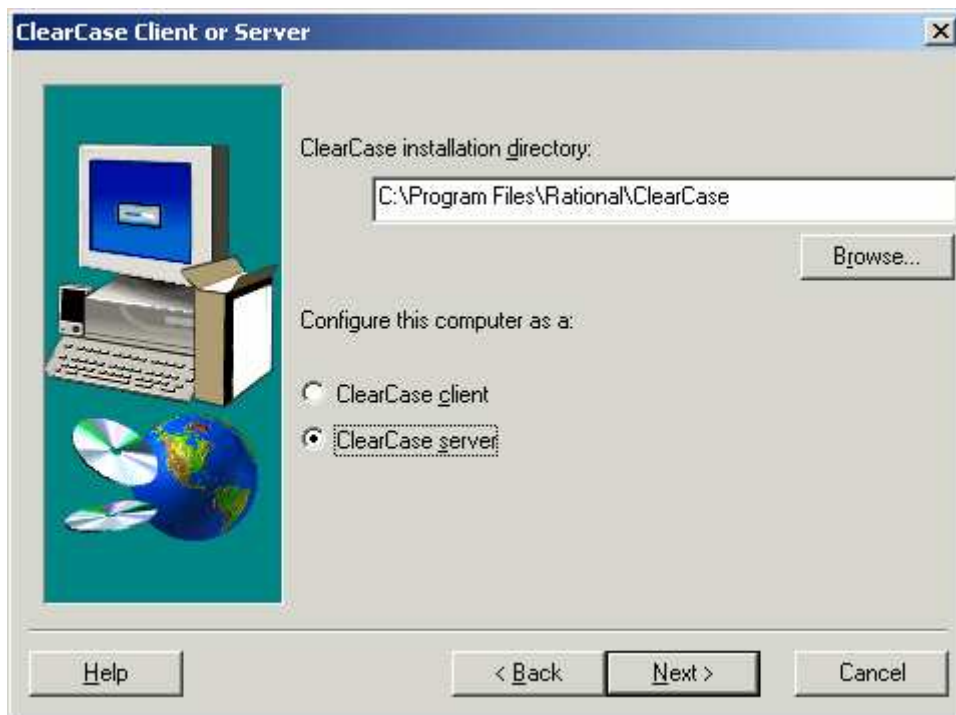 ClearCase Client or Server
ClearCase installation directory:
C:\Program Files\Rational\ClearCase
Browse...
Configure this computer as a:
ClearCase client
ClearCase server
Help
< Back
Next >
Cancel